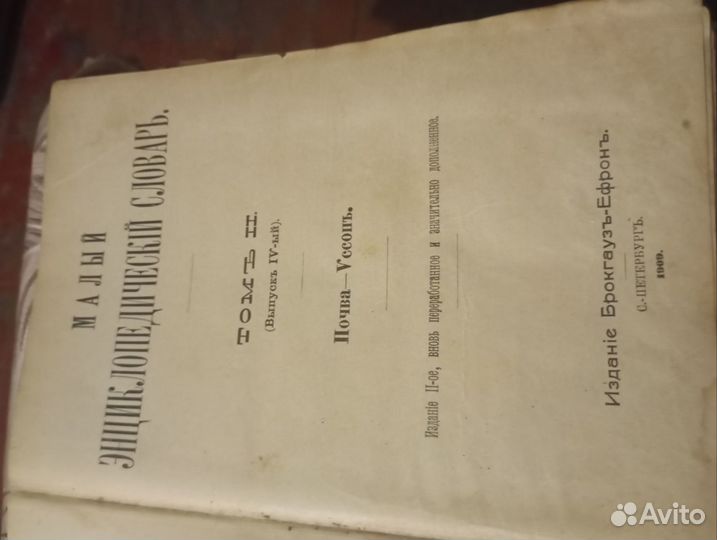 МАЛЫЙ
ЭНЦИКЛОПЕДИЧЕСКІЙ СЛОВАРЬ.
ТОМЪ II.
(Выпускъ IV-ый).
Почва—Уссопъ.
Изданіе II-ое, вновь переработанное и значительно дополненное.
Изданіе Брокгаузъ-Ефронъ.
С.-ПЕТЕРБУРГЪ.
1909.
Avito